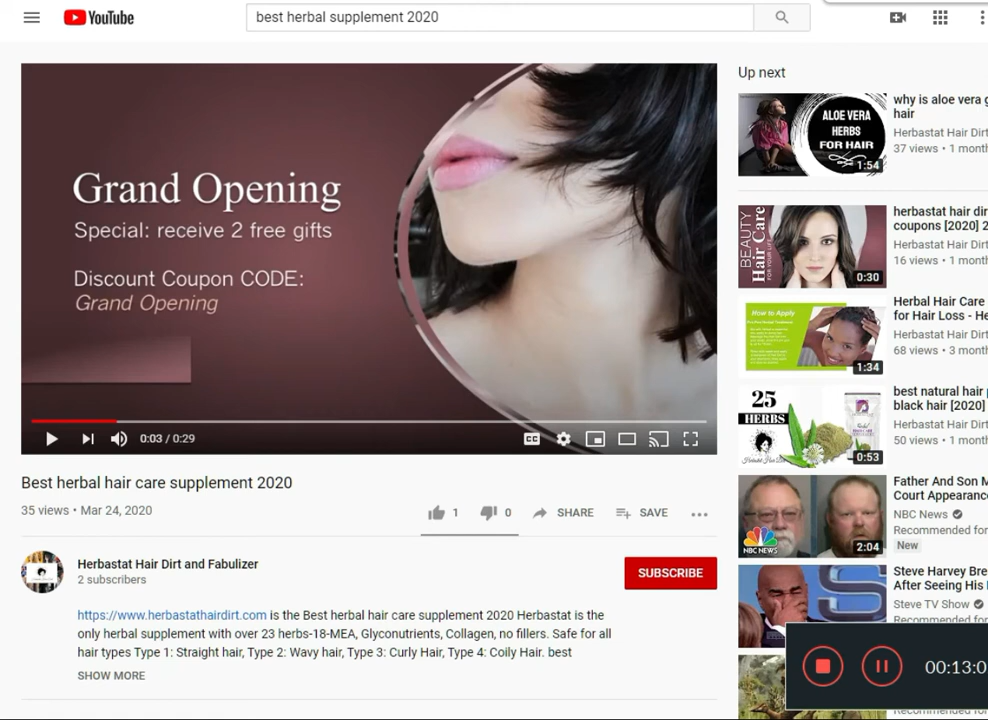 YouTube
best herbal supplement 2020
Grand Opening
Special: receive 2 free gifts
Discount Coupon CODE:
Grand Opening
0:03 / 0:29
CC
Best herbal hair care supplement 2020
35 views • Mar 24, 2020
1
0
SHARE
SAVE
Herbastat Hair Dirt and Fabulizer
2 subscribers
SUBSCRIBE
https://www.herbastathairdirt.com is the Best herbal hair care supplement 2020 Herbastat is the
only herbal supplement with over 23 herbs-18-MEA, Glyconutrients, Collagen, no fillers. Safe for all
hair types Type 1: Straight hair, Type 2: Wavy hair, Type 3: Curly Hair, Type 4: Coily Hair. best
SHOW MORE
Up next
ALOE VERA
HERBS
FOR HAIR
1:54
why is aloe vera g
hair
Herbastat Hair Dirt
37 views • 1 month
BEAUTY
Hair Care
FOR YOUR LIFE
0:30
herbastat hair dir
coupons [2020] 2
Herbastat Hair Dirt
16 views • 1 month
How to Apply
1:34
Herbal Hair Care
for Hair Loss - He
Herbastat Hair Dirt
68 views • 3 month
25
HERBS
0:53
best natural hair p
black hair [2020]
Herbastat Hair Dirt
50 views • 1 month
NBC NEWS
2:04
Father And Son M
Court Appearance
NBC News
Recommended for
New
S
Steve Harvey Bre
After Seeing His
Steve TV Show
Recommended for
00:13:0